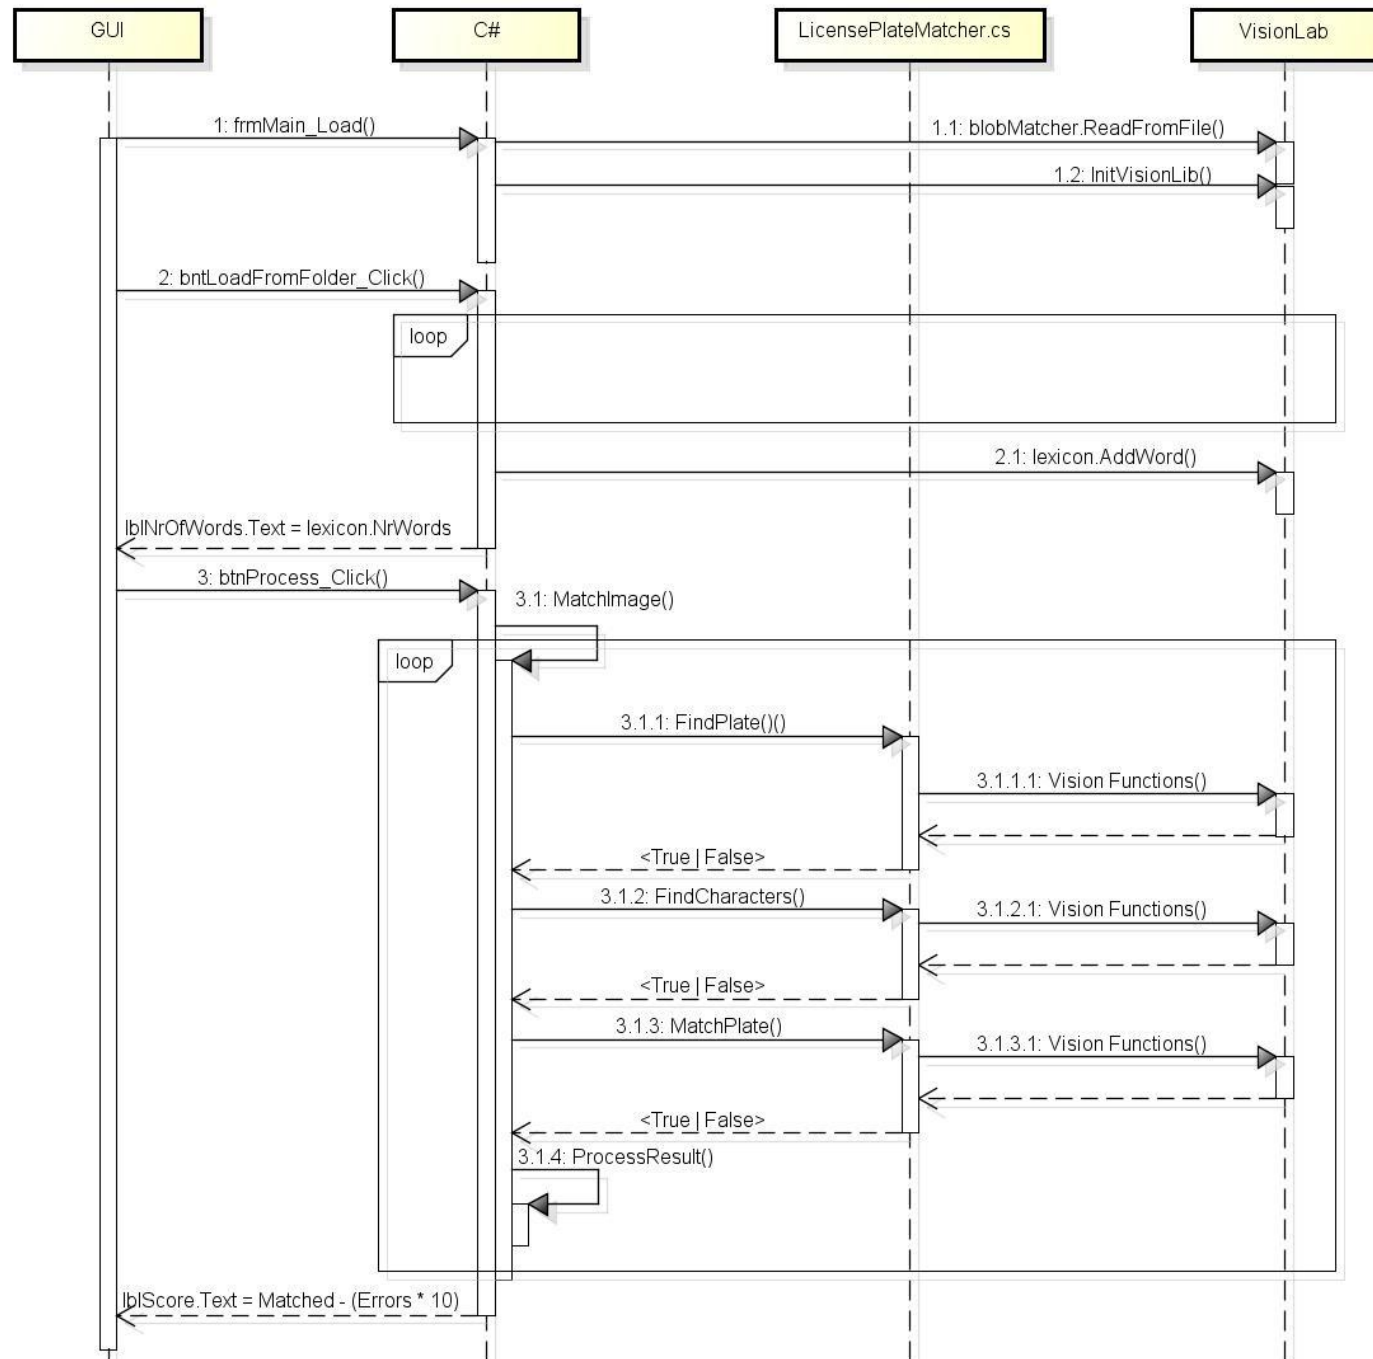 GUI
C#
LicensePlateMatcher.cs
VisionLab
1: frmMain_Load()
1.1: blobMatcher.ReadFromFile()
1.2: InitVisionLib()
2: bntLoadFromFolder_Click()
loop
2.1: lexicon.AddWord()
lblNrOfWords.Text = lexicon.NrWords
3: btnProcess_Click()
3.1: MatchImage()
loop
3.1.1: FindPlate()()
3.1.1.1: Vision Functions()
<True | False>
3.1.2: FindCharacters()
3.1.2.1: Vision Functions()
<True | False>
3.1.3: MatchPlate()
3.1.3.1: Vision Functions()
<True | False>
3.1.4: ProcessResult()
lblScore.Text = Matched - (Errors * 10)